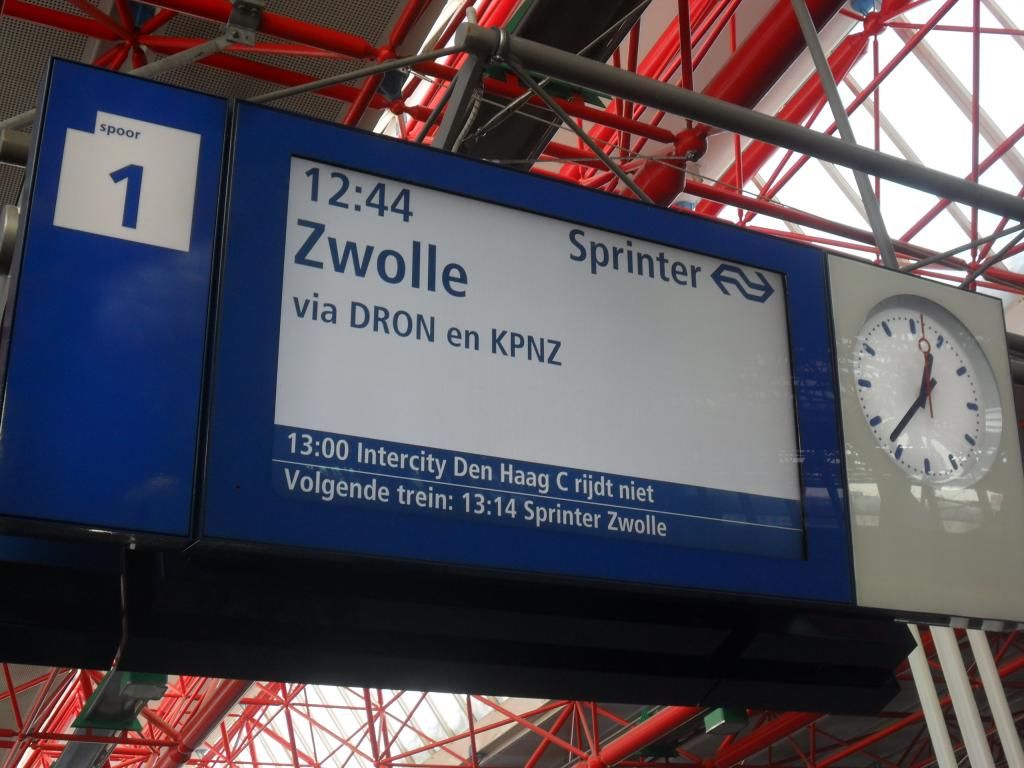 spoor
1
12:44
Zwolle
Sprinter
via DRON en KPNZ
13:00 Intercity Den Haag C rijdt niet
Volgende trein: 13:14 Sprinter Zwolle